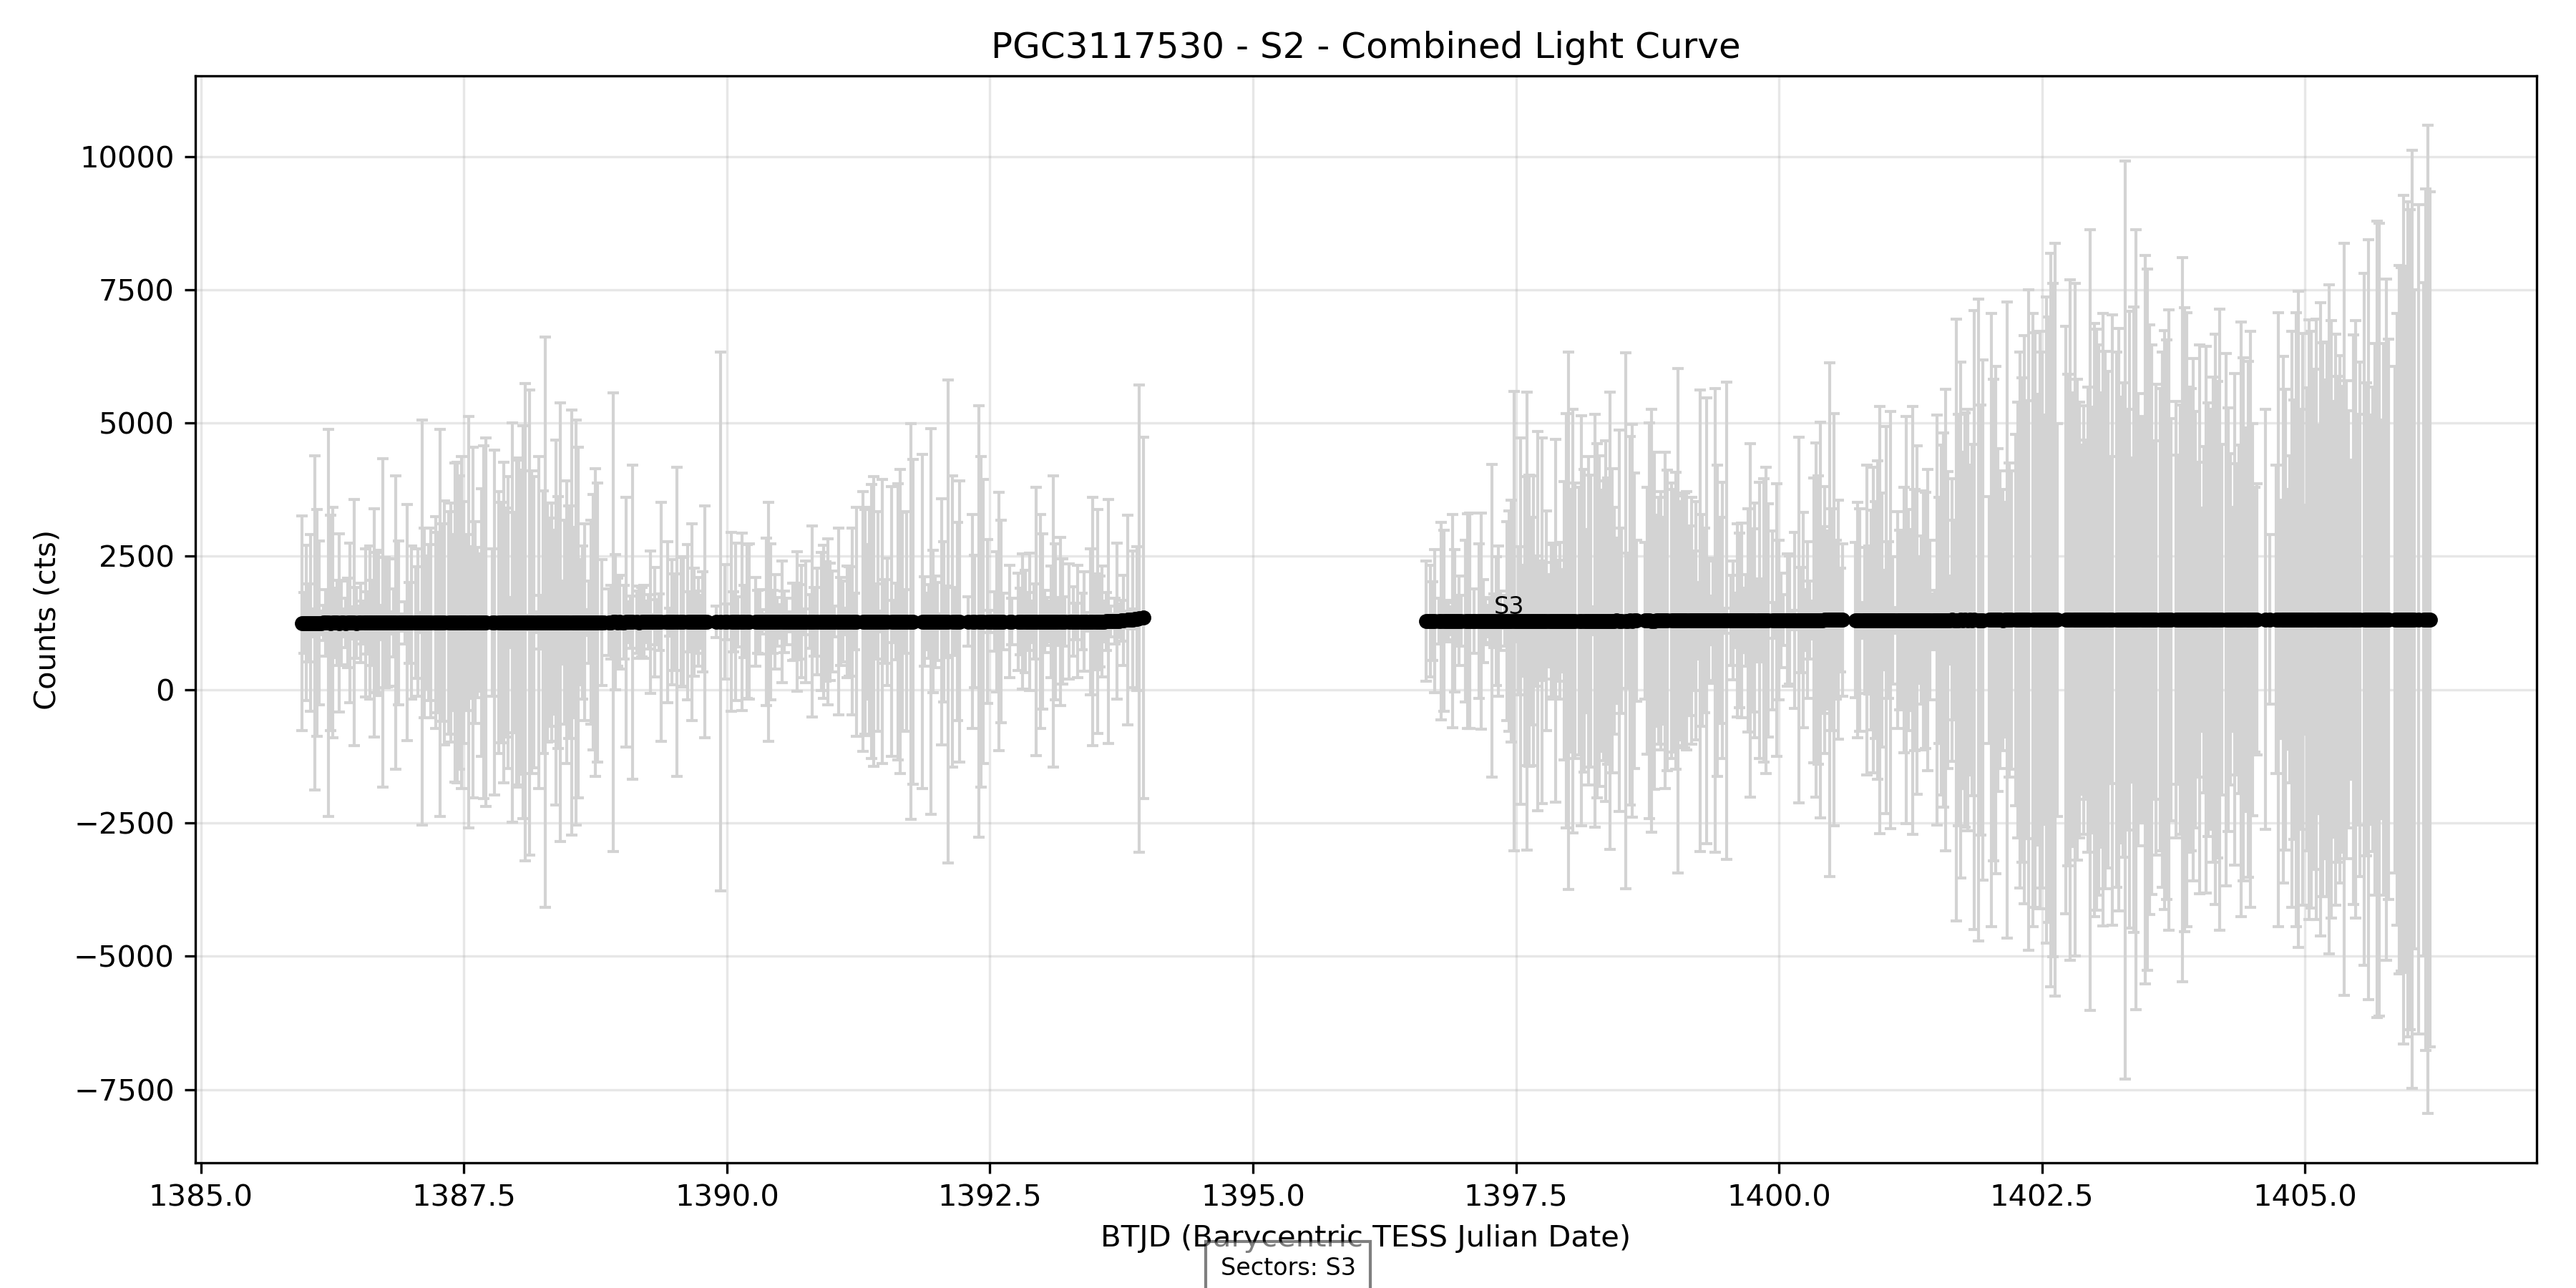 PGC3117530 - S2 - Combined Light Curve
Counts (cts)
10000
7500
5000
2500
0
−2500
−5000
−7500
S3
1385.0 1387.5 1390.0 1392.5 1395.0 1397.5 1400.0 1402.5 1405.0
BTJD (Barycentric TESS Julian Date)
Sectors: S3